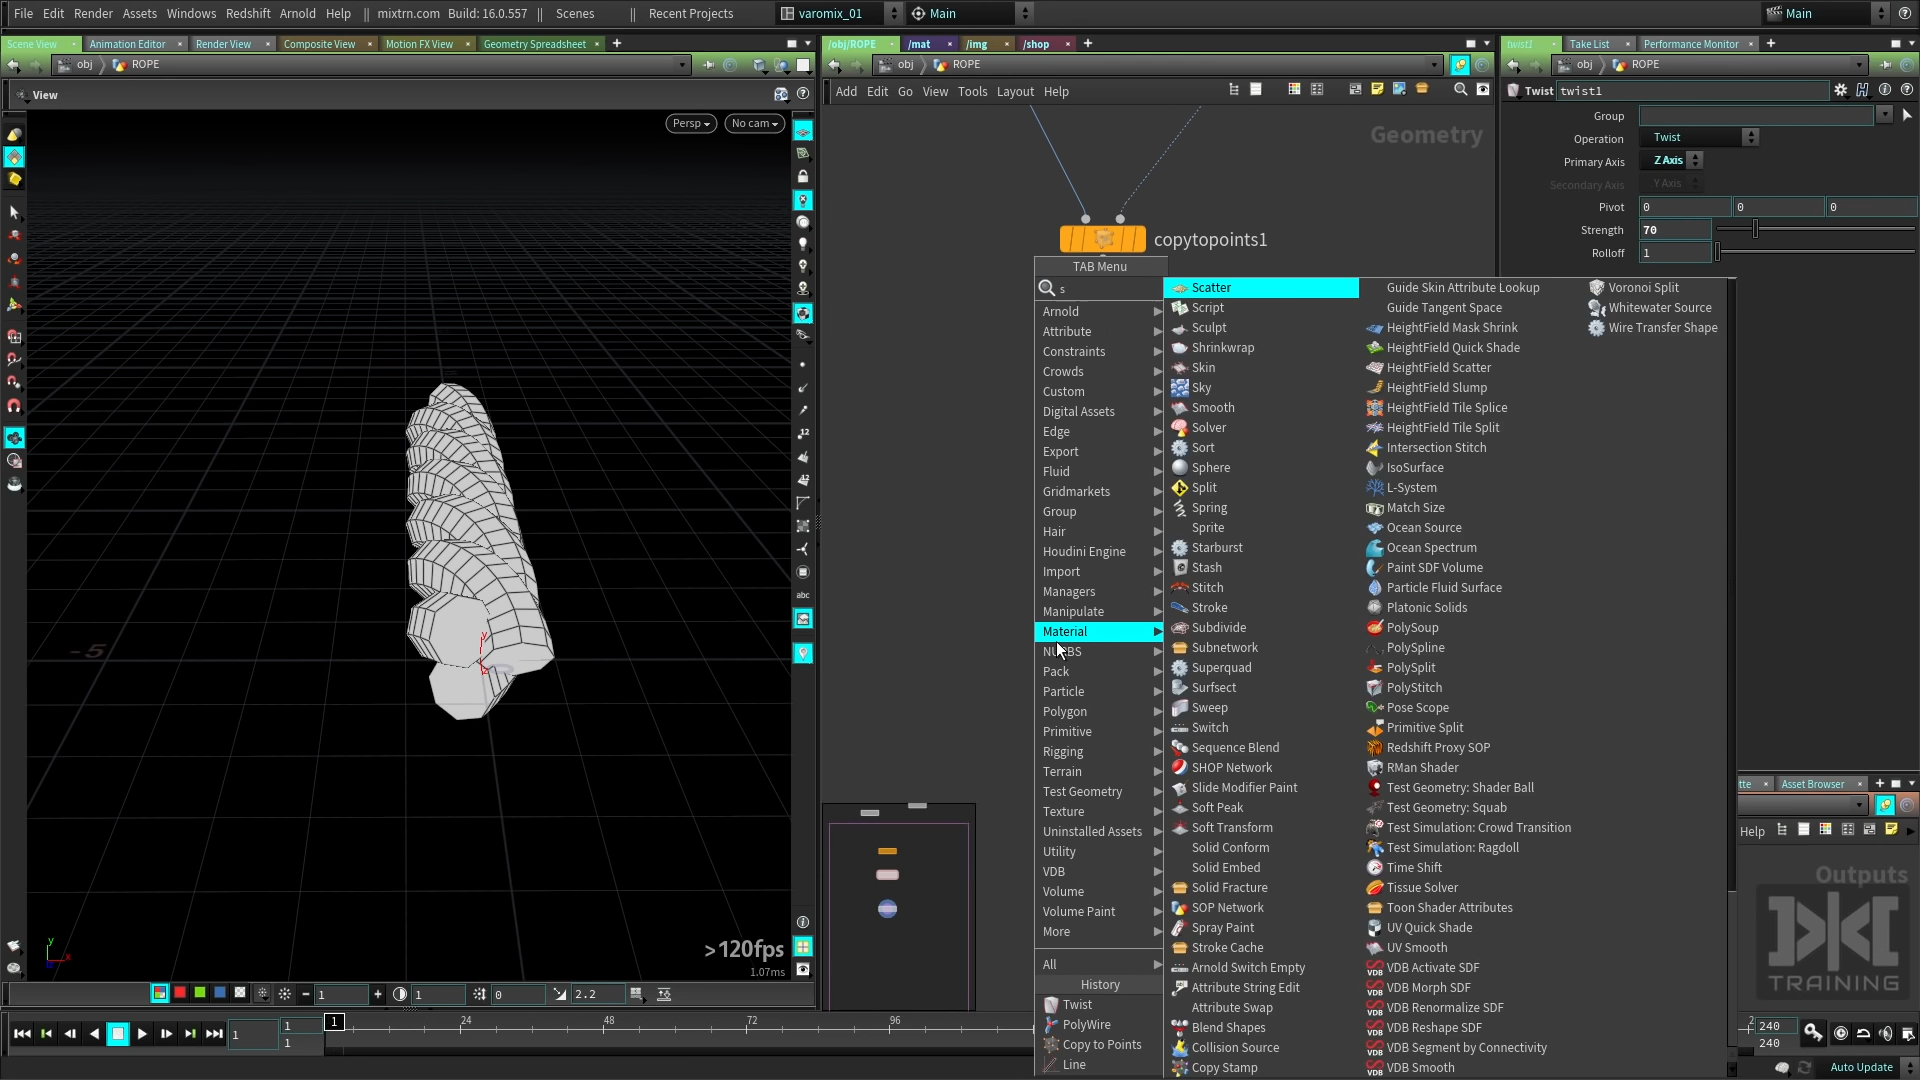 File Edit Render Assets Windows Redshift Arnold Help mixtrn.com Build: 16.0.557 Scenes Recent Projects varomix_01 Main Main
Scene View Animation Editor Render View Composite View Motion FX View Geometry Spreadsheet
/obj/ROPE /mat /img /shop
twist1 Take List Performance Monitor
obj ROPE
obj ROPE
obj ROPE
View
Add Edit Go View Tools Layout Help
Twist twist1
Group
Operation Twist
Primary Axis Z Axis
Secondary Axis Y Axis
Pivot 0 0 0
Strength 70
Rolloff 1
Persp No cam
Geometry
copytopoints1
TAB Menu
s
Arnold
Attribute
Constraints
Crowds
Custom
Digital Assets
Edge
Export
Fluid
Gridmarkets
Group
Hair
Houdini Engine
Import
Managers
Manipulate
Material
Pack
Particle
Polygon
Primitive
Rigging
Terrain
Test Geometry
Texture
Uninstalled Assets
Utility
VDB
Volume
Volume Paint
More
All
History
Twist
PolyWire
Copy to Points
Line
Scatter
Script
Sculpt
Shrinkwrap
Skin
Sky
Smooth
Solver
Sort
Sphere
Split
Spring
Sprite
Starburst
Stash
Stitch
Stroke
Subdivide
Subnetwork
Superquad
Surfsect
Sweep
Switch
Sequence Blend
SHOP Network
Slide Modifier Paint
Soft Peak
Soft Transform
Solid Conform
Solid Embed
Solid Fracture
SOP Network
Spray Paint
Stroke Cache
Arnold Switch Empty
Attribute String Edit
Attribute Swap
Blend Shapes
Collision Source
Copy Stamp
Guide Skin Attribute Lookup
Guide Tangent Space
HeightField Mask Shrink
HeightField Quick Shade
HeightField Scatter
HeightField Slump
HeightField Tile Splice
HeightField Tile Split
Intersection Stitch
IsoSurface
L-System
Match Size
Ocean Source
Ocean Spectrum
Paint SDF Volume
Particle Fluid Surface
Platonic Solids
PolySoup
PolySpline
PolySplit
PolyStitch
Pose Scope
Primitive Split
Redshift Proxy SOP
RMan Shader
Test Geometry: Shader Ball
Test Geometry: Squab
Test Simulation: Crowd Transition
Test Simulation: Ragdoll
Time Shift
Tissue Solver
Toon Shader Attributes
UV Quick Shade
UV Smooth
VDB Activate SDF
VDB Morph SDF
VDB Renormalize SDF
VDB Reshape SDF
VDB Segment by Connectivity
VDB Smooth
Voronoi Split
Whitewater Source
Wire Transfer Shape
12
12
abc
-5
y
z
y
x
>120fps
1.07ms
1 1 0 2.2
1 1 1
1 24 48 72 96
Asset Browser
Help
Outputs
TRAINING
240
240
Auto Update